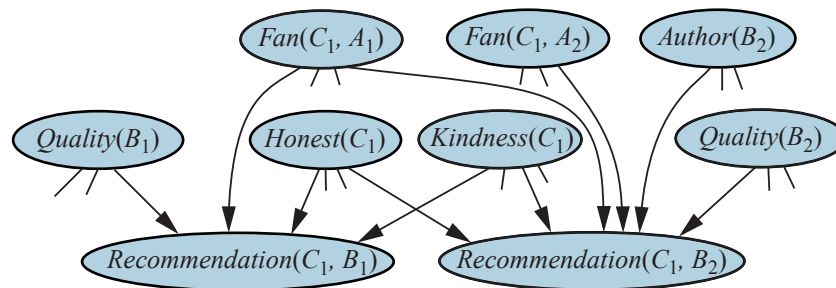 Fan(C₁, A₁) Fan(C₁, A₂) Author(B₂)
Quality(B₁) Honest(C₁) Kindness(C₁) Quality(B₂)
Recommendation(C₁, B₁) Recommendation(C₁, B₂)